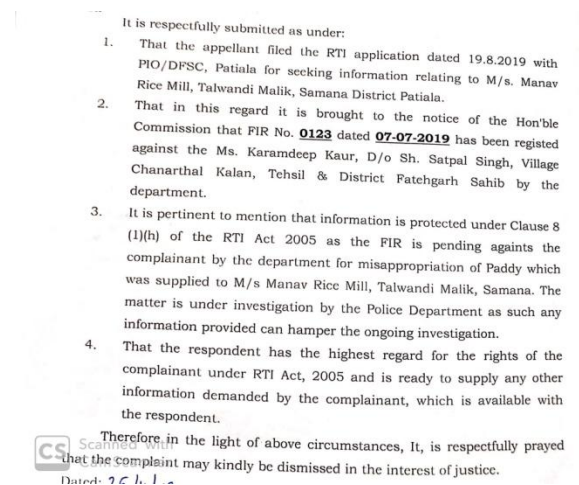 It is respectfully submitted as under:
1. That the appellant filed the RTI application dated 19.8.2019 with
PIO/DFSC, Patiala for seeking information relating to M/s. Manav
Rice Mill, Talwandi Malik, Samana District Patiala.
2. That in this regard it is brought to the notice of the Hon'ble
Commission that FIR No. 0123 dated 07-07-2019 has been registed
against the Ms. Karamdeep Kaur, D/o Sh. Satpal Singh, Village
Chanarthal Kalan, Tehsil & District Fatehgarh Sahib by the
department.
3. It is pertinent to mention that information is protected under Clause 8
(1)(h) of the RTI Act 2005 as the FIR is pending againts the
complainant by the department for misappropriation of Paddy which
was supplied to M/s Manav Rice Mill, Talwandi Malik, Samana. The
matter is under investigation by the Police Department as such any
information provided can hamper the ongoing investigation.
4. That the respondent has the highest regard for the rights of the
complainant under RTI Act, 2005 and is ready to supply any other
information demanded by the complainant, which is available with
the respondent.
Therefore in the light of above circumstances, It, is respectfully prayed
that the complaint may kindly be dismissed in the interest of justice.
Dated:
CS Scanned with
CamScanner